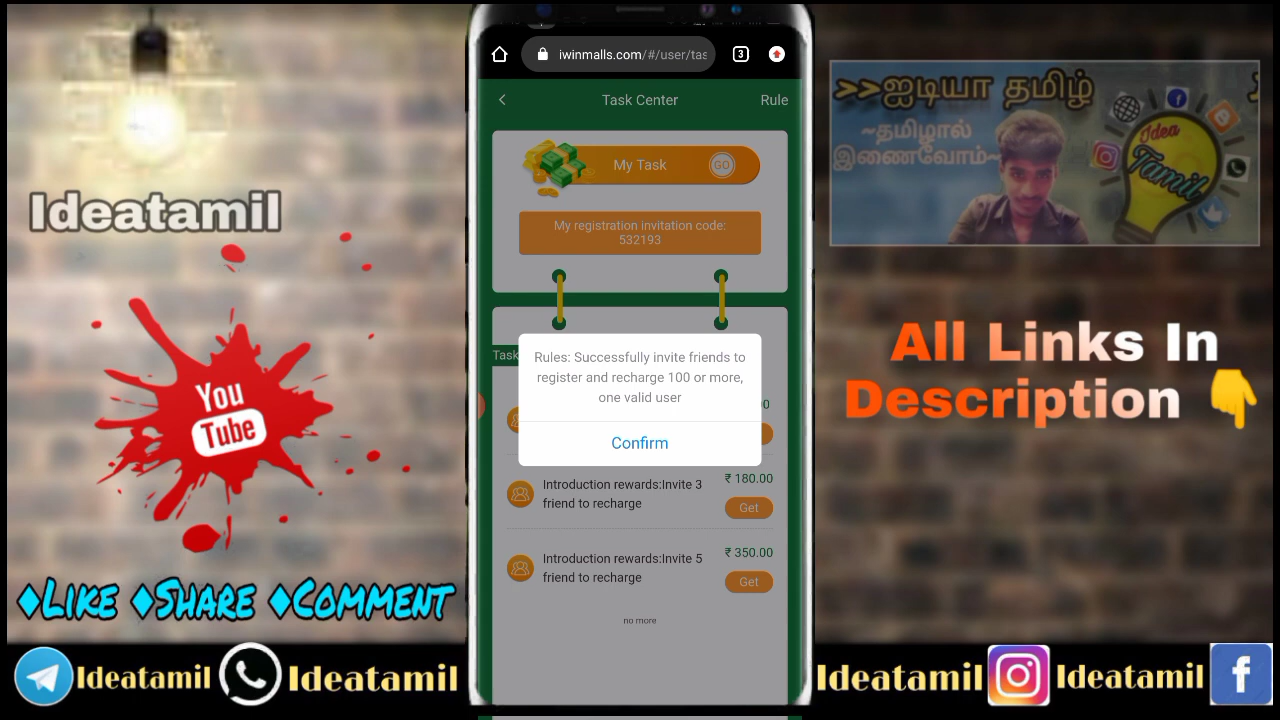 Ideatamil
You
Tube
♦LIKE ♦SHARE ♦COMMENT
Ideatamil
Ideatamil
iwinmalls.com/#/user/tas
3
Task Center
Rule
My Task
GO
My registration invitation code:
532193
Task
Rules: Successfully invite friends to
register and recharge 100 or more,
one valid user
Confirm
Introduction rewards:Invite 3
friend to recharge
₹ 180.00
Get
Introduction rewards:Invite 5
friend to recharge
₹ 350.00
Get
no more
>>ஐடியா தமிழ்
~தமிழால்
இணைவோம்~
Idea
Tamil
All Links In
Description 👇
Ideatamil
Ideatamil